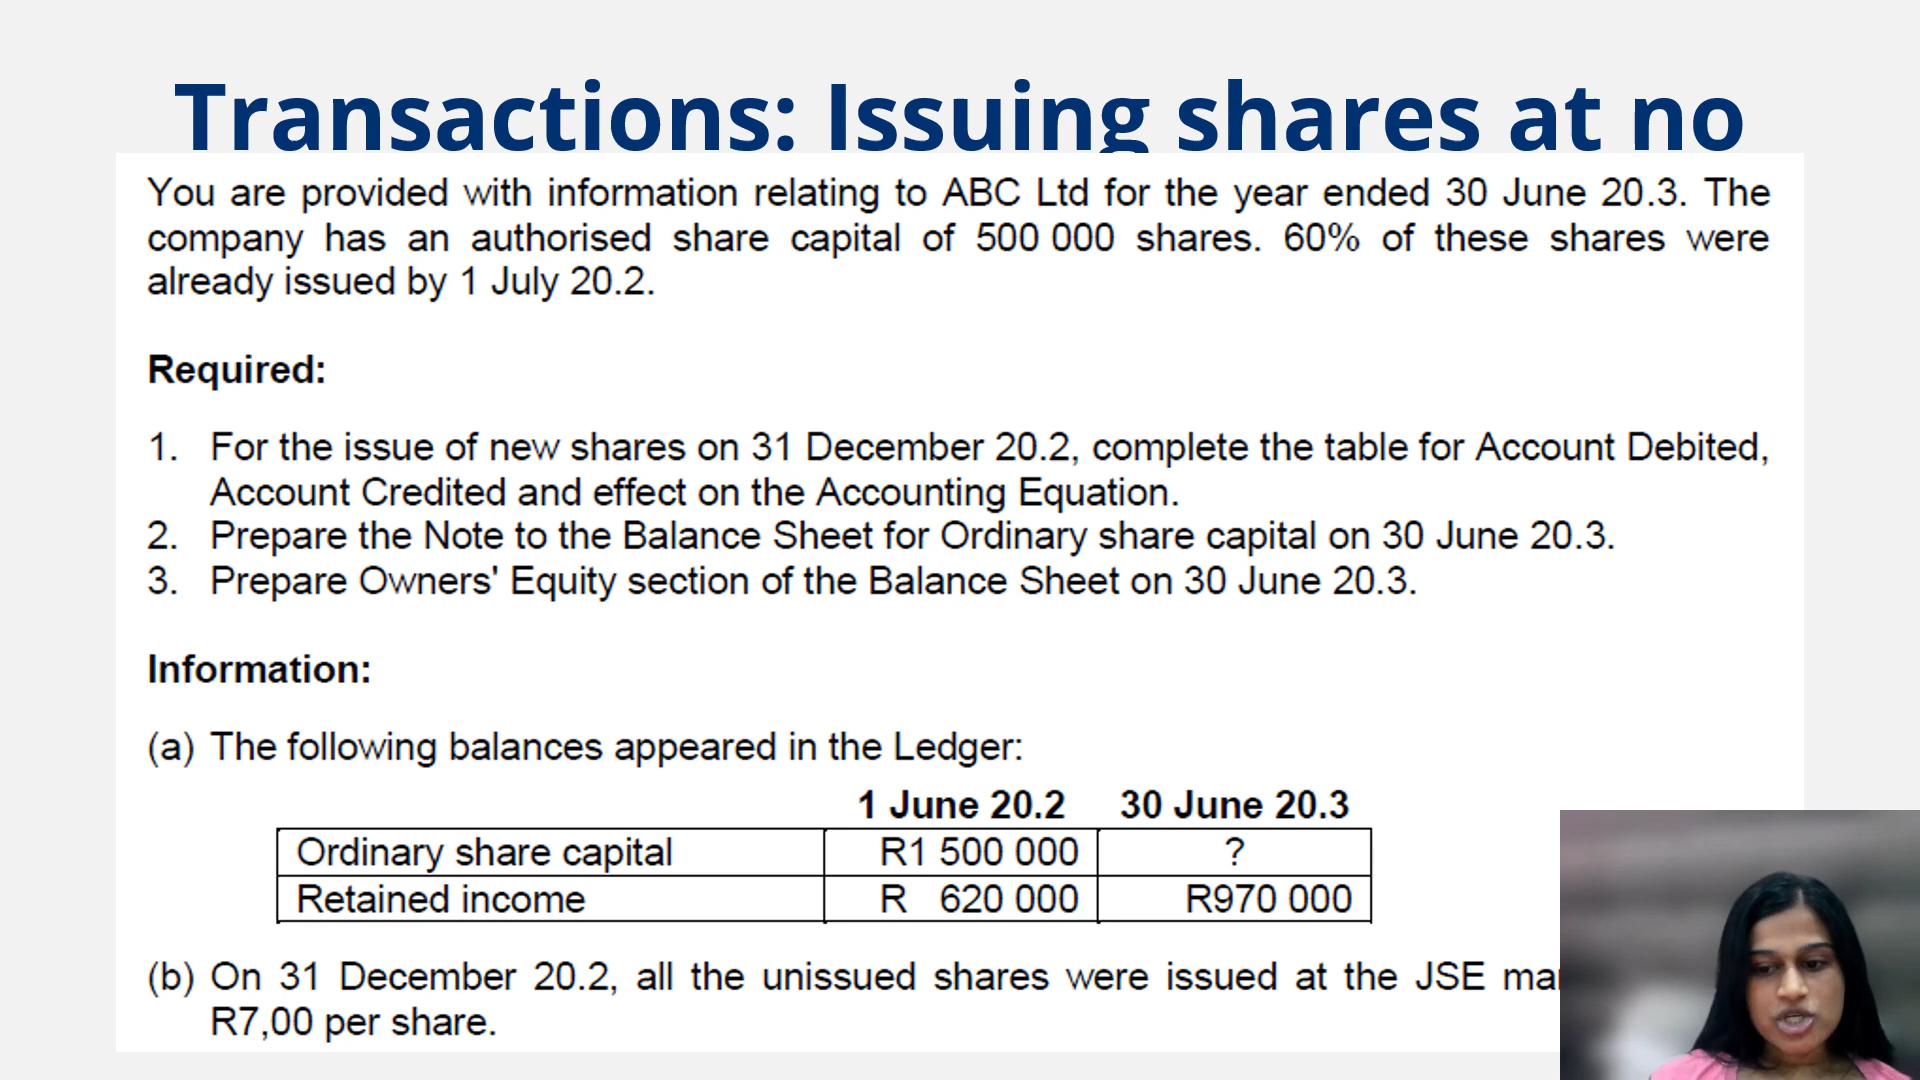 Transactions: Issuing shares at no
You are provided with information relating to ABC Ltd for the year ended 30 June 20.3. The
company has an authorised share capital of 500 000 shares. 60% of these shares were
already issued by 1 July 20.2.
Required:
1. For the issue of new shares on 31 December 20.2, complete the table for Account Debited,
Account Credited and effect on the Accounting Equation.
2. Prepare the Note to the Balance Sheet for Ordinary share capital on 30 June 20.3.
3. Prepare Owners' Equity section of the Balance Sheet on 30 June 20.3.
Information:
(a) The following balances appeared in the Ledger:
1 June 20.2 30 June 20.3
Ordinary share capital R1 500 000 ?
Retained income R 620 000 R970 000
(b) On 31 December 20.2, all the unissued shares were issued at the JSE
R7,00 per share.